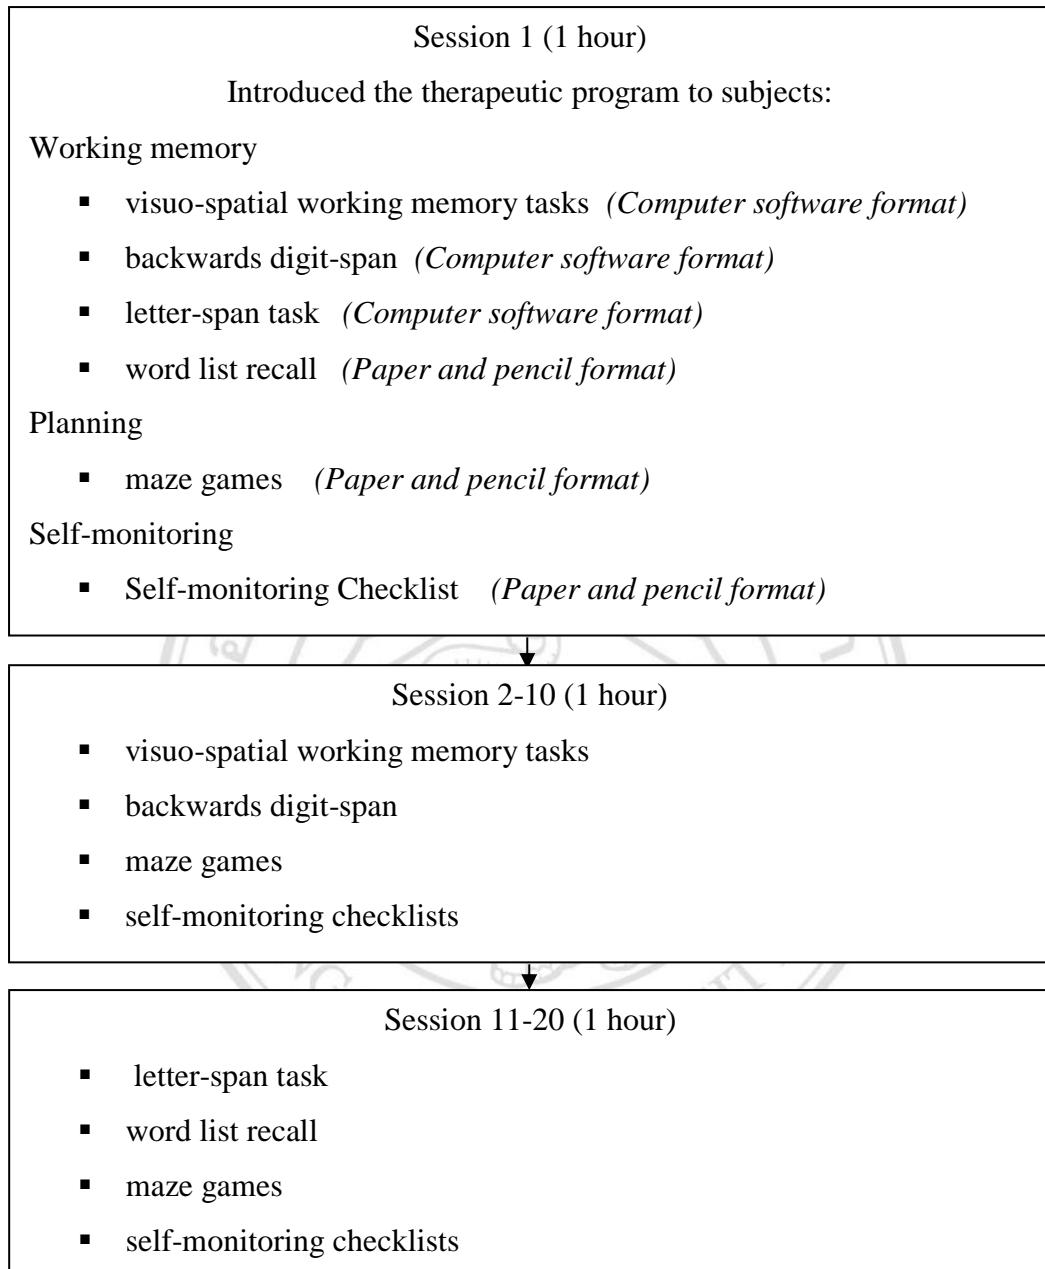 Session 1 (1 hour)
Introduced the therapeutic program to subjects:
Working memory
▪ visuo-spatial working memory tasks (Computer software format)
▪ backwards digit-span (Computer software format)
▪ letter-span task (Computer software format)
▪ word list recall (Paper and pencil format)
Planning
▪ maze games (Paper and pencil format)
Self-monitoring
▪ Self-monitoring Checklist (Paper and pencil format)
Session 2-10 (1 hour)
▪ visuo-spatial working memory tasks
▪ backwards digit-span
▪ maze games
▪ self-monitoring checklists
Session 11-20 (1 hour)
▪ letter-span task
▪ word list recall
▪ maze games
▪ self-monitoring checklists